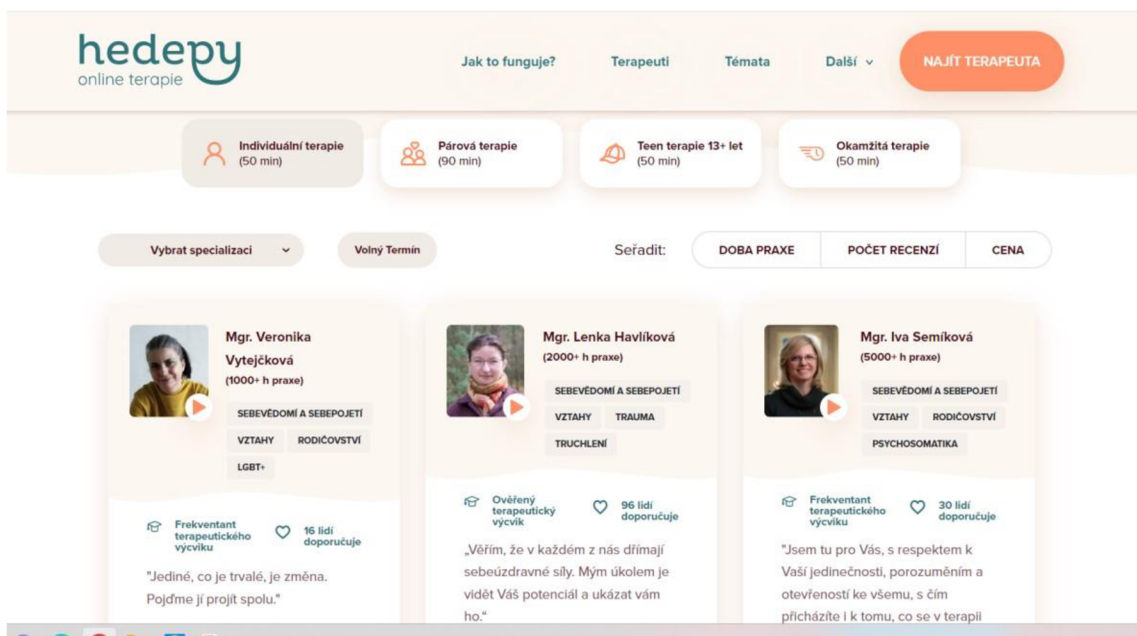 hedepy
online terapie
Jak to funguje?
Terapeuti
Témata
Další
NAJÍT TERAPEUTA
Individuální terapie
(50 min)
Párová terapie
(90 min)
Teen terapie 13+ let
(50 min)
Okamžitá terapie
(50 min)
Vybrat specializaci
Volný Termín
Seřadit:
DOBA PRAXE
POČET RECENZÍ
CENA
Mgr. Veronika
Vytejčková
(1000+ h praxe)
SEBEVĚDOMÍ A SEBEPOJETÍ
VZTAHY
RODIČOVSTVÍ
LGBT+
Frekventant
terapeutického
výcviku
16 lidí
doporučuje
"Jediné, co je trvalé, je změna.
Pojďme jí projít spolu."
Mgr. Lenka Havlíková
(2000+ h praxe)
SEBEVĚDOMÍ A SEBEPOJETÍ
VZTAHY
TRAUMA
TRUCHLENÍ
Ověřený
terapeutický
výcvik
96 lidí
doporučuje
„Věřím, že v každém z nás dřímají
sebeúzdravné síly. Mým úkolem je
vidět Váš potenciál a ukázat vám
ho.“
Mgr. Iva Semíková
(5000+ h praxe)
SEBEVĚDOMÍ A SEBEPOJETÍ
VZTAHY
RODIČOVSTVÍ
PSYCHOSOMATIKA
Frekventant
terapeutického
výcviku
30 lidí
doporučuje
"Jsem tu pro Vás, s respektem k
Vaší jedinečnosti, porozuměním a
otevřeností ke všemu, s čím
přicházíte i k tomu, co se v terapii